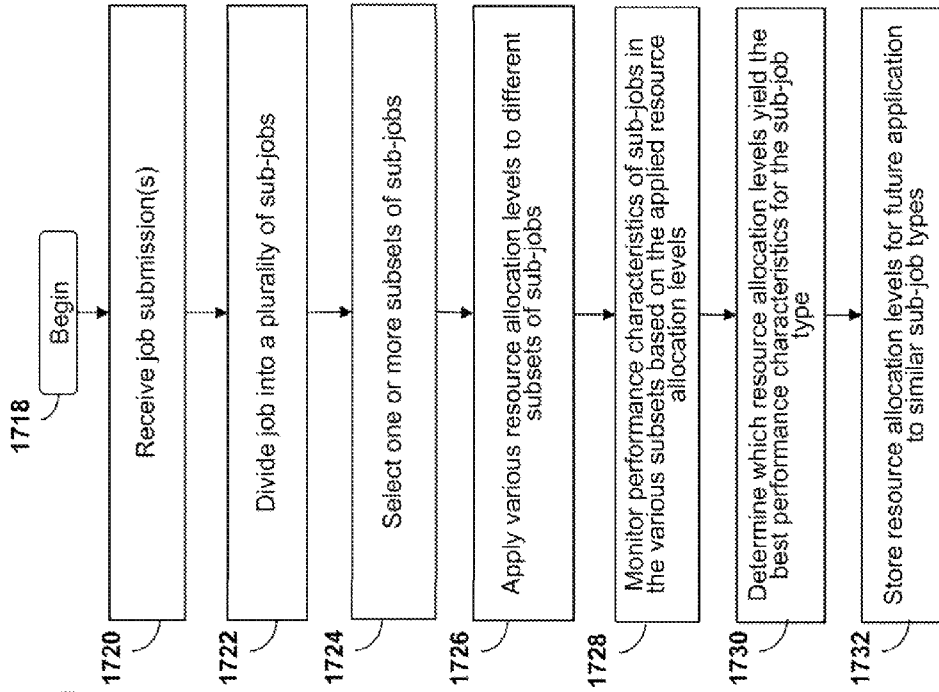 1718
Begin
1720
Receive job submission(s)
1722
Divide job into a plurality of sub-jobs
1724
Select one or more subsets of sub-jobs
1726
Apply various resource allocation levels to different
subsets of sub-jobs
1728
Monitor performance characteristics of sub-jobs in
the various subsets based on the applied resource
allocation levels
1730
Determine which resource allocation levels yield the
best performance characteristics for the sub-job
type
1732
Store resource allocation levels for future application
to similar sub-job types